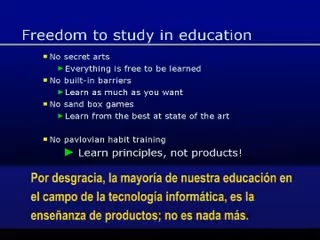 Freedom to study in education
No secret arts
Everything is free to be learned
No built-in barriers
Learn as much as you want
No sand box games
Learn from the best at state of the art
No pavlovian habit training
Learn principles, not products!
Por desgracia, la mayoría de nuestra educación en
el campo de la tecnología informática, es la
enseñanza de productos; no es nada más.